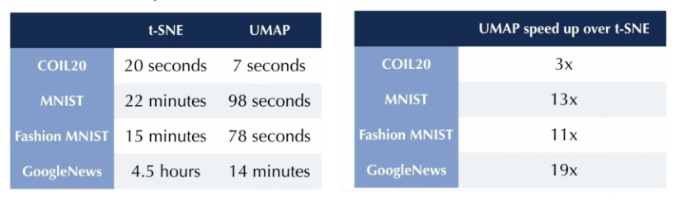 t-SNE UMAP
COIL20 20 seconds 7 seconds
MNIST 22 minutes 98 seconds
Fashion MNIST 15 minutes 78 seconds
GoogleNews 4.5 hours 14 minutes
UMAP speed up over t-SNE
COIL20 3x
MNIST 13x
Fashion MNIST 11x
GoogleNews 19x